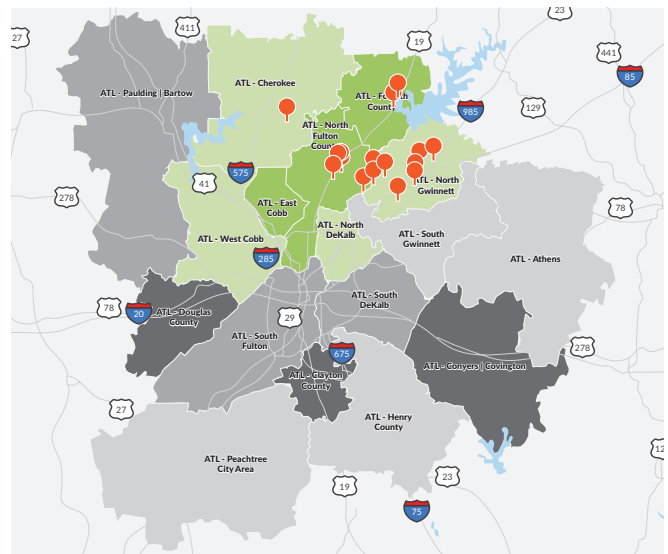 23
27
411
19
441
85
ATL - Cherokee
ATL - Paulding | Bartow
129
985
ATL - North
Fulton
575
41
ATL - North
Gwinnett
278
ATL - East
Cobb
78
ATL - North
DeKalb
ATL - West Cobb
ATL - South
Gwinnett
285
ATL - Athens
ATL - South
DeKalb
78
20
ATL - Douglas
County
29
ATL - South
Fulton
675
278
ATL - Conyers | Covington
ATL - Clayton
County
27
ATL - Henry
County
ATL - Peachtree
City Area
23
19
75